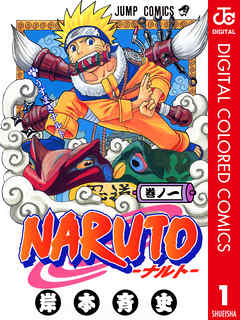 JUMP COMICS
巻ノ一
NARUTO
-ナルト-
岸本斉史
DIGITAL
DIGITAL COLORED COMICS
1
SHUEISHA